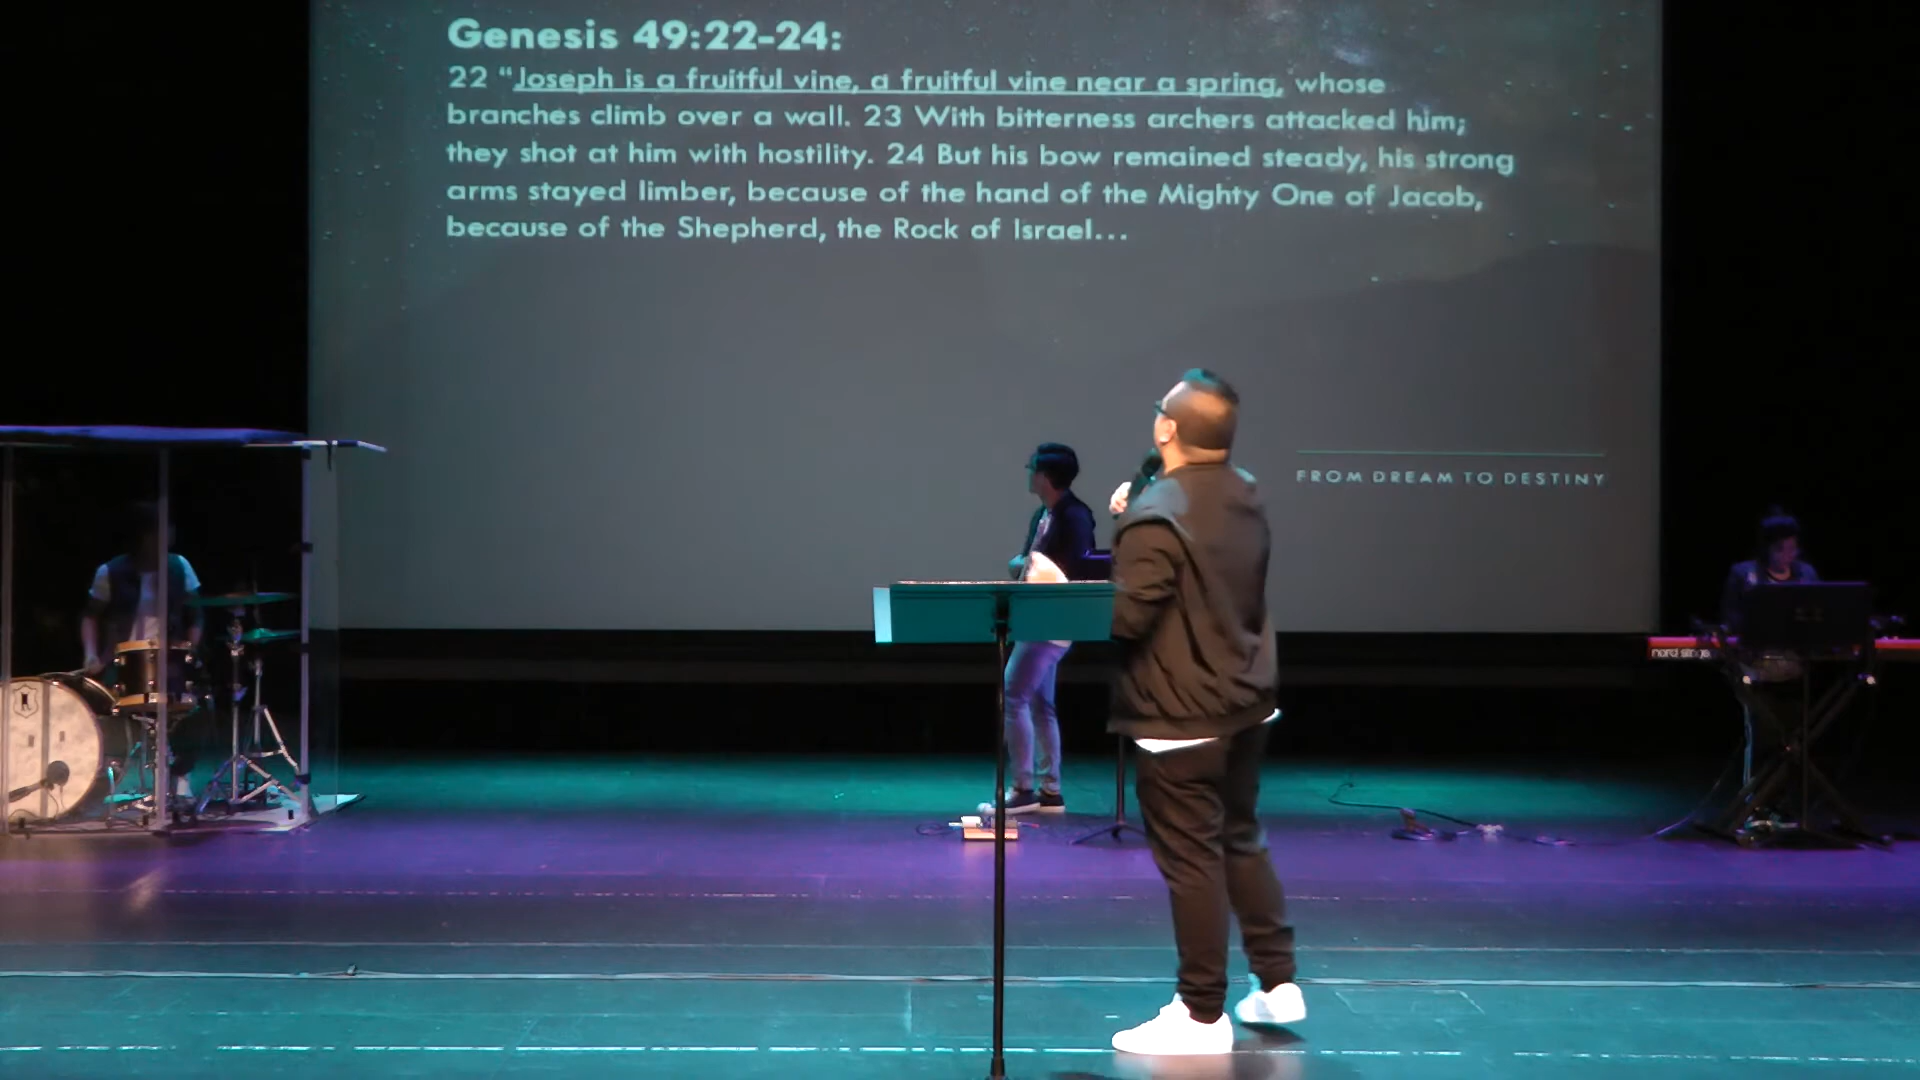 Genesis 49:22-24:
22 “Joseph is a fruitful vine, a fruitful vine near a spring, whose
branches climb over a wall. 23 With bitterness archers attacked him;
they shot at him with hostility. 24 But his bow remained steady, his strong
arms stayed limber, because of the hand of the Mighty One of Jacob,
because of the Shepherd, the Rock of Israel...
FROM DREAM TO DESTINY
nord stage